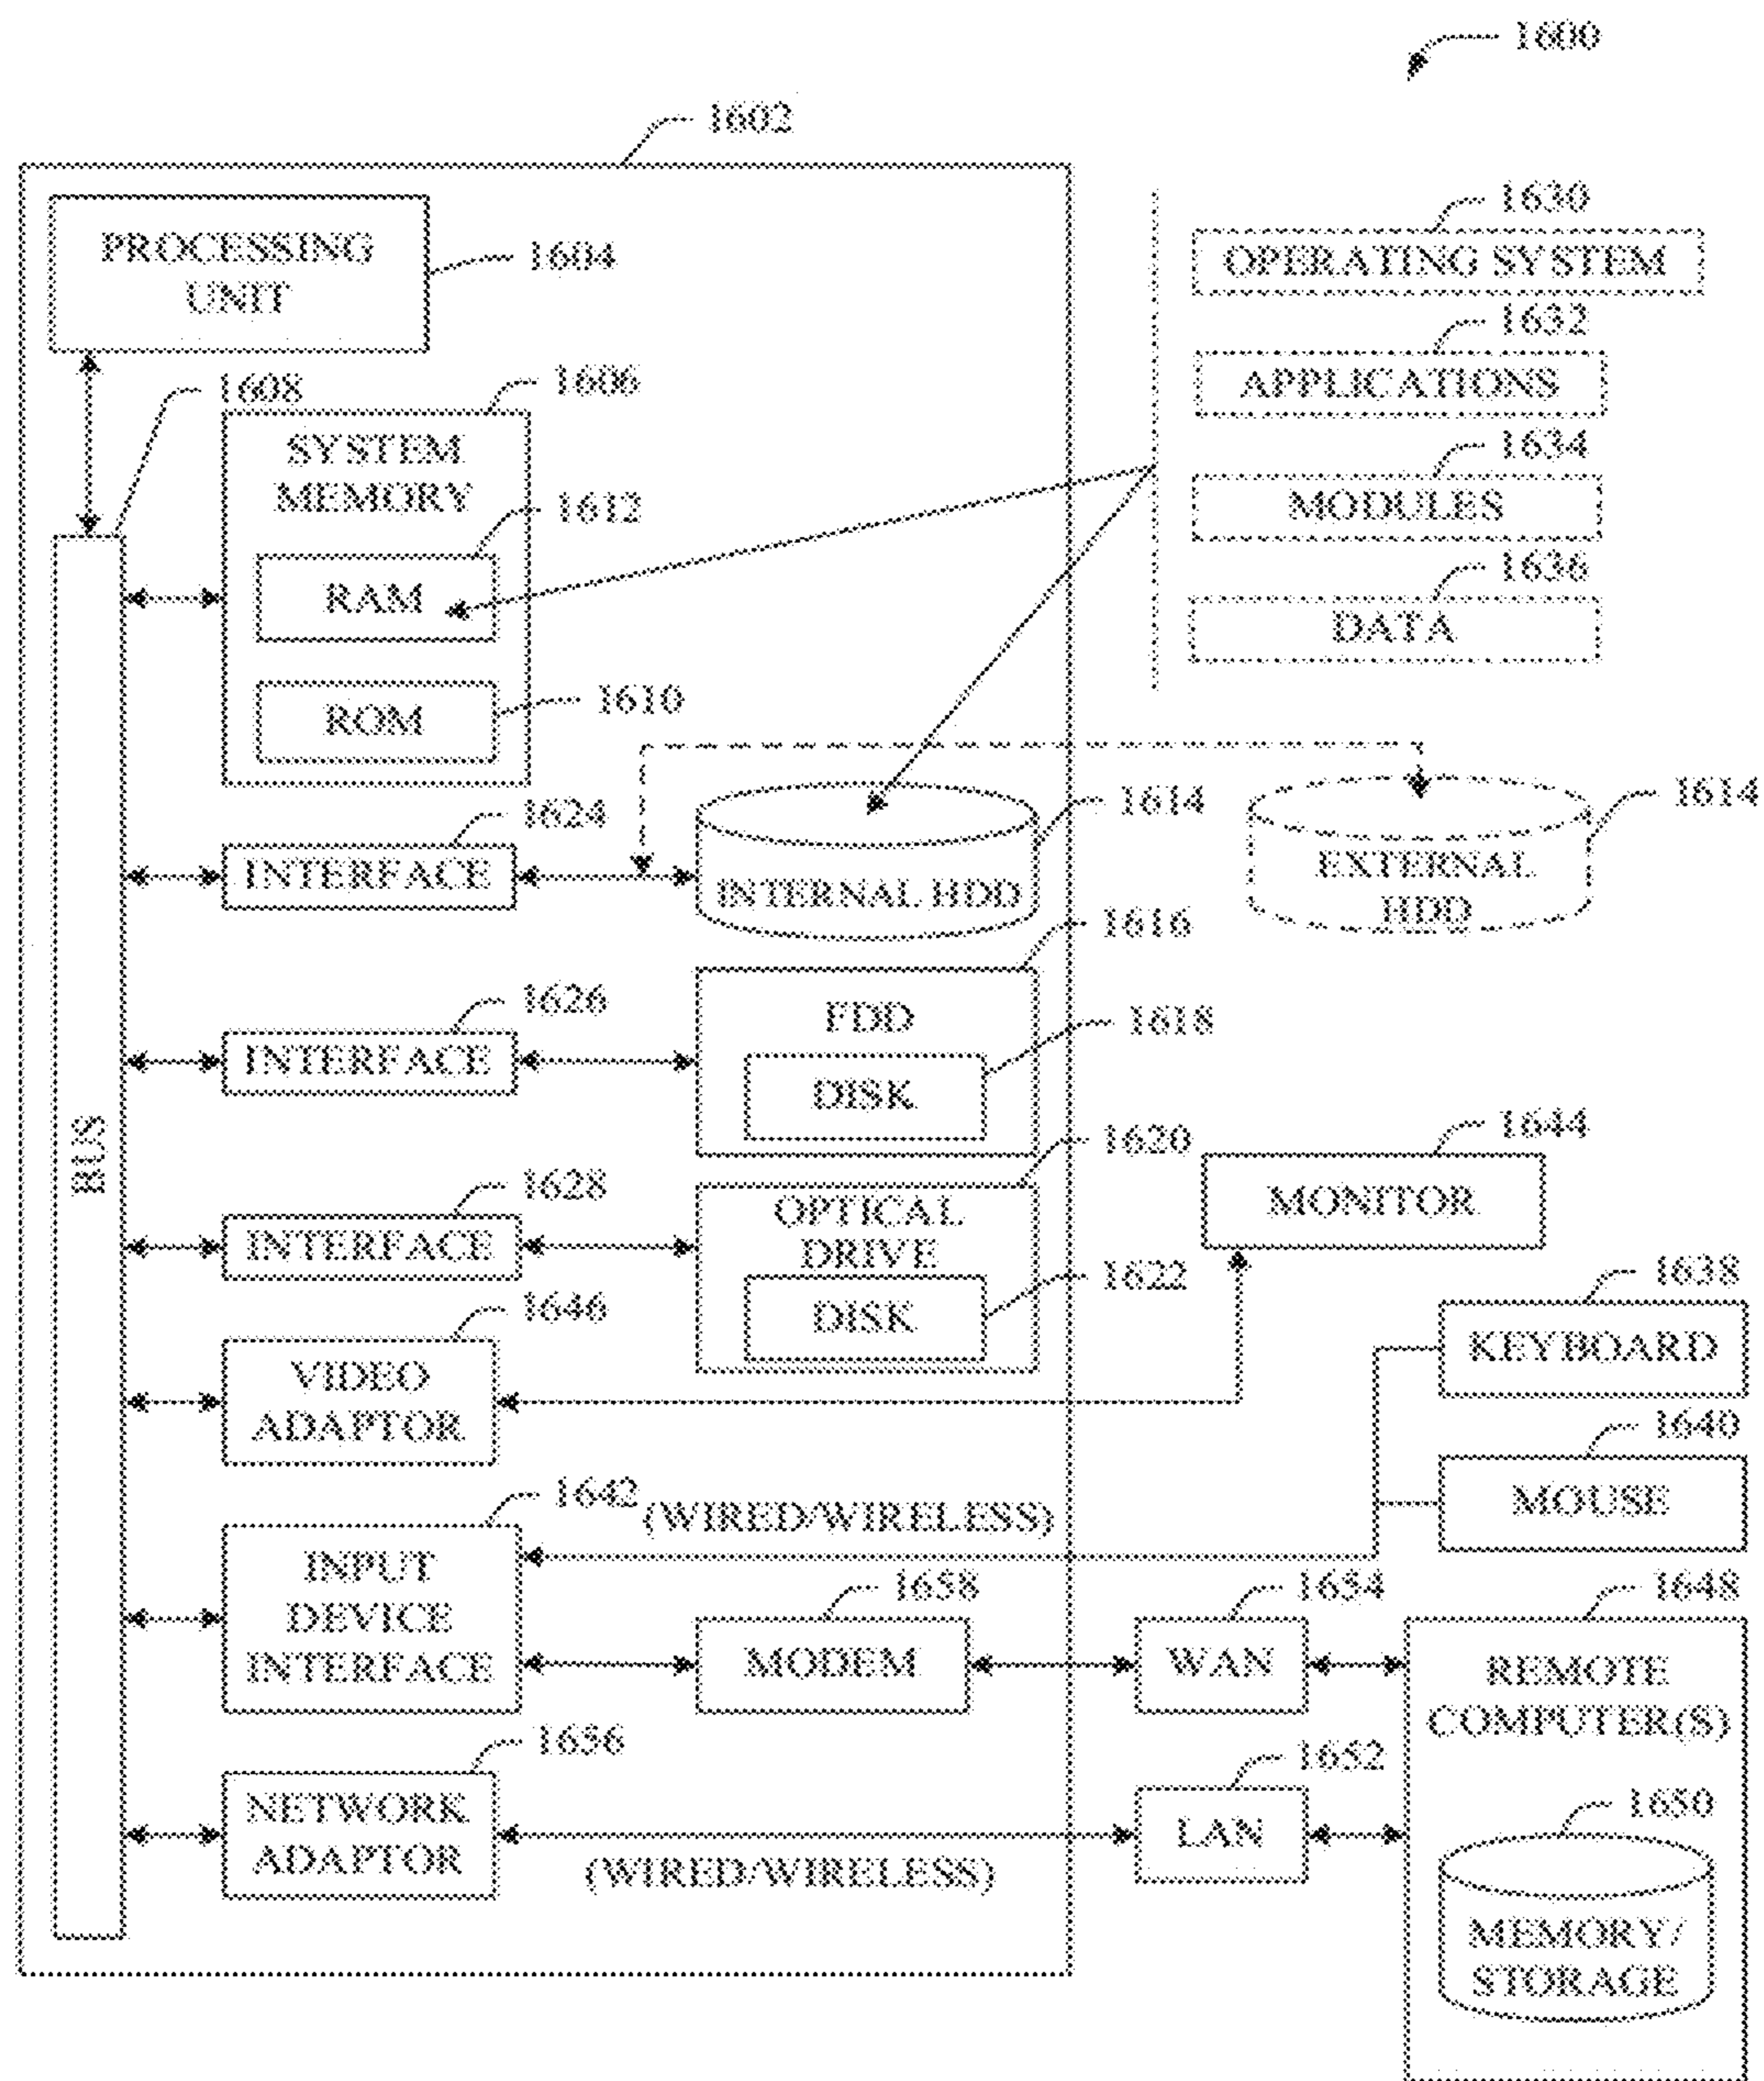 1600
1602
PROCESSING
UNIT
1604
1608
1606
SYSTEM
MEMORY
1612
RAM
ROM
1610
1630
OPERATING SYSTEM
1632
APPLICATIONS
1634
MODULES
1636
DATA
BUS
1624
INTERFACE
INTERNAL HDD
1614
EXTERNAL
HDD
1614
1626
INTERFACE
1616
FDD
1618
DISK
1628
INTERFACE
1620
OPTICAL
DRIVE
1622
DISK
1644
MONITOR
1646
VIDEO
ADAPTOR
1638
KEYBOARD
1640
MOUSE
1642
(WIRED/WIRELESS)
INPUT
DEVICE
INTERFACE
1658
MODEM
1654
WAN
1648
REMOTE
COMPUTER(S)
1656
NETWORK
ADAPTOR
(WIRED/WIRELESS)
1652
LAN
1650
MEMORY/
STORAGE